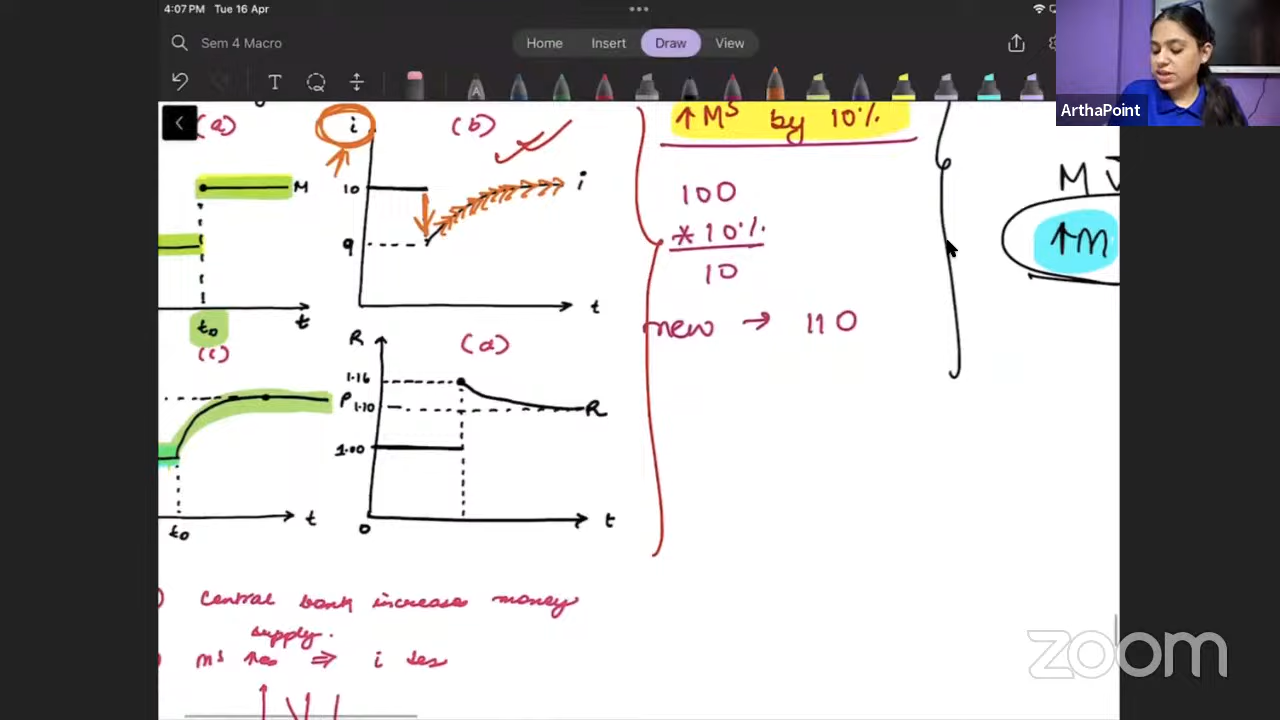 4:07 PM Tue 16 Apr
Sem 4 Macro
Home Insert Draw View
ArthaPoint
(a)
i
(b)
↑ Mˢ by 10%
10
M
i
9
t₀
t
t
100
* 10%
10
new → 110
M
↑M
(c)
R
(a)
1.16
P
1.10
R
1.00
t₀
t
0
t
) Central bank increases money
supply.
) Mˢ ⇒ i
zoom